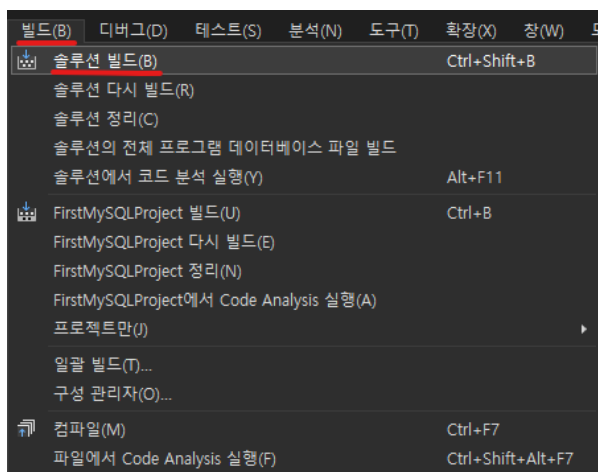 빌드(B) 디버그(D) 테스트(S) 분석(N) 도구(T) 확장(X) 창(W)
솔루션 빌드(B) Ctrl+Shift+B
솔루션 다시 빌드(R)
솔루션 정리(C)
솔루션의 전체 프로그램 데이터베이스 파일 빌드
솔루션에서 코드 분석 실행(Y) Alt+F11
FirstMySQLProject 빌드(U) Ctrl+B
FirstMySQLProject 다시 빌드(E)
FirstMySQLProject 정리(N)
FirstMySQLProject에서 Code Analysis 실행(A)
프로젝트만(J)
일괄 빌드(T)...
구성 관리자(O)...
컴파일(M) Ctrl+F7
파일에서 Code Analysis 실행(F) Ctrl+Shift+Alt+F7